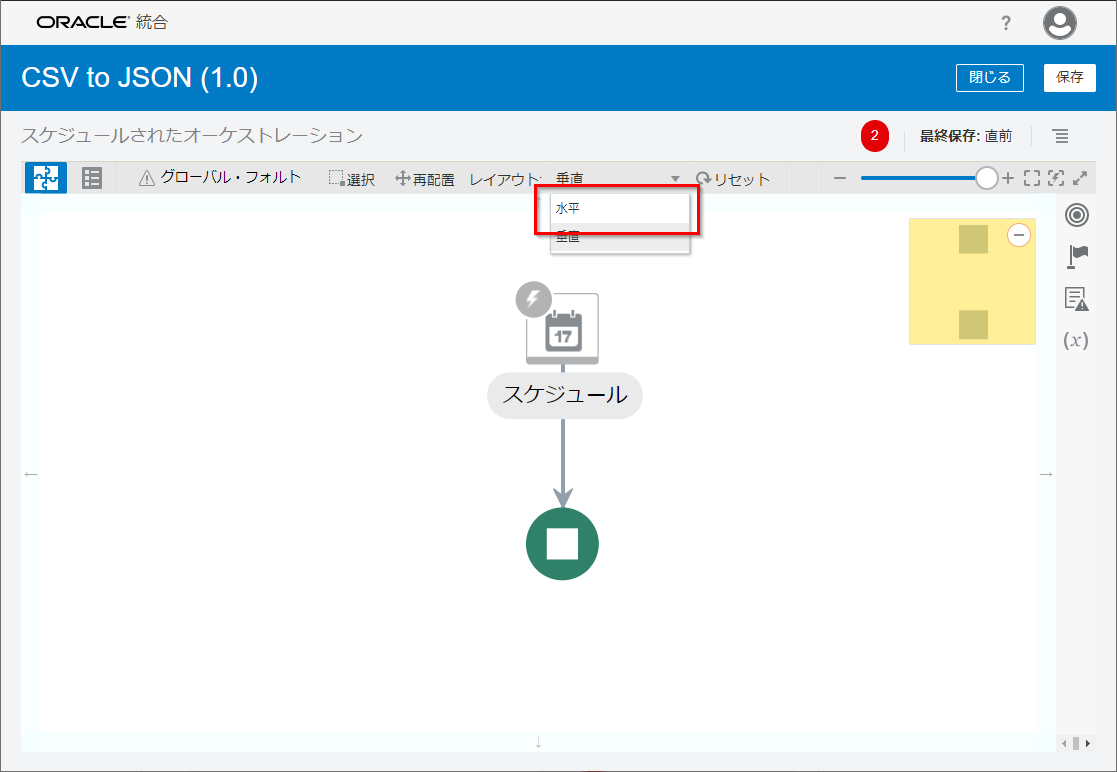 ORACLE 統合
?
CSV to JSON (1.0)
閉じる
保存
スケジュールされたオーケストレーション
2
最終保存: 直前
グローバル・フォルト
選択
再配置
レイアウト:
垂直
リセット
水平
垂直
17
スケジュール
(x)